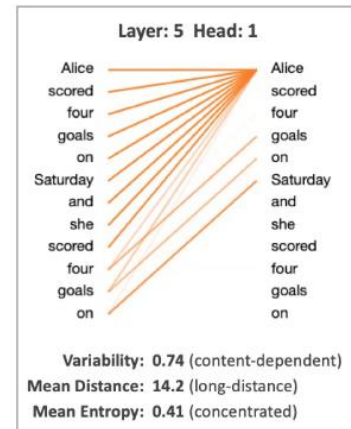 Layer: 5 Head: 1
Alice Alice
scored scored
four four
goals goals
on on
Saturday Saturday
and and
she she
scored scored
four four
goals goals
on on
Variability: 0.74 (content-dependent)
Mean Distance: 14.2 (long-distance)
Mean Entropy: 0.41 (concentrated)